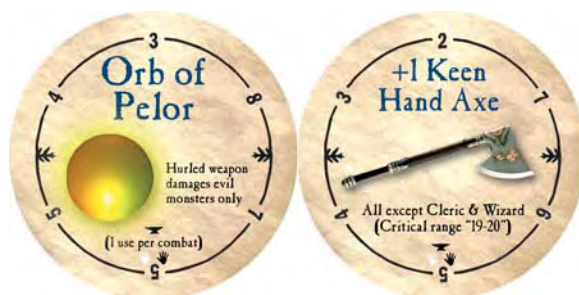 3
Orb of
Pelor
4
8
Hurled weapon
damages evil
monsters only
5
7
(1 use per combat)
5
2
+1 Keen
Hand Axe
3
7
4
6
All except Cleric & Wizard
(Critical range "19-20")
5